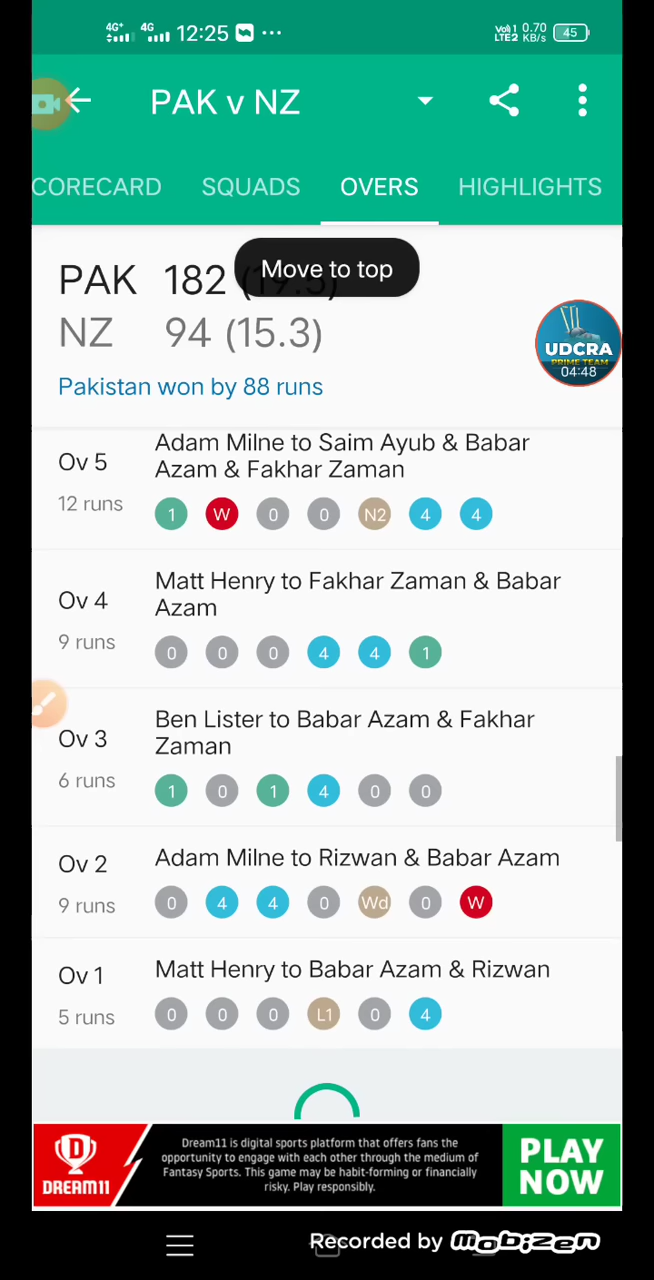 4G+ 4G 12:25 ... Vo)) 1 LTE2 0.70 KB/s 45
PAK v NZ
CORECARD SQUADS OVERS HIGHLIGHTS
Move to top
PAK 182 (19.5)
NZ 94 (15.3)
UDCRA
PRIME TEAM
04:48
Pakistan won by 88 runs
Ov 5
12 runs
Adam Milne to Saim Ayub & Babar
Azam & Fakhar Zaman
1 W 0 0 N2 4 4
Ov 4
9 runs
Matt Henry to Fakhar Zaman & Babar
Azam
0 0 0 4 4 1
Ov 3
6 runs
Ben Lister to Babar Azam & Fakhar
Zaman
1 0 1 4 0 0
Ov 2
9 runs
Adam Milne to Rizwan & Babar Azam
0 4 4 0 Wd 0 W
Ov 1
5 runs
Matt Henry to Babar Azam & Rizwan
0 0 0 L1 0 4
D
DREAM11
Dream11 is digital sports platform that offers fans the
opportunity to engage with each other through the medium of
Fantasy Sports. This game may be habit-forming or financially
risky. Play responsibly.
PLAY
NOW
Recorded by mobizen